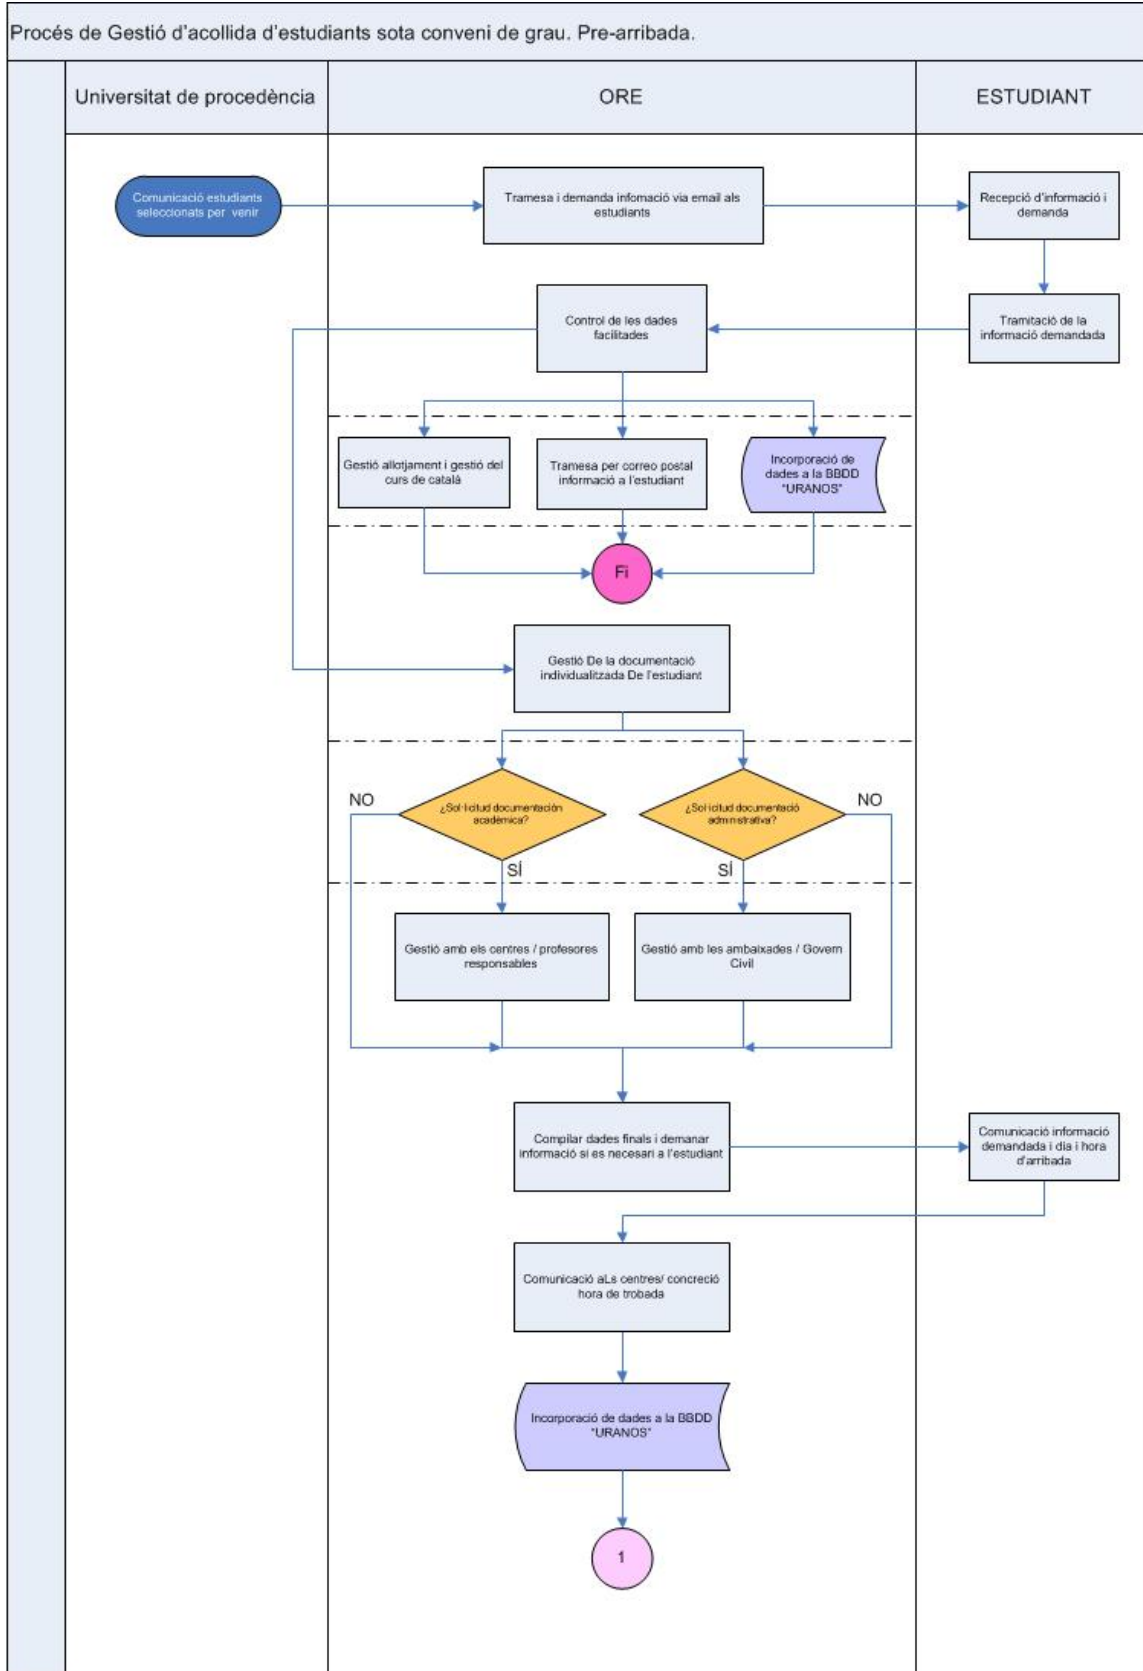 Procés de Gestió d'acollida d'estudiants sota conveni de grau. Pre-arribada.
Universitat de procedència
ORE
ESTUDIANT
Comunicació estudiants
seleccionats per venir
Tramesa i demanda infomació via email als
estudiants
Recepció d'informació i
demanda
Control de les dades
facilitades
Tramitació de la
informació demandada
Gestió allotjament i gestió del
curs de català
Tramesa per correo postal
informació a l'estudiant
Incorporació de
dades a la BBDD
"URANOS"
Fi
Gestió De la documentació
individualitzada De l'estudiant
NO
¿Sol·licitud documentación
acadèmica?
SÍ
¿Sol·icitud documentació
administrativa?
NO
SÍ
Gestió amb els centres / profesores
responsables
Gestió amb les ambaixades / Govern
Civil
Compilar dades finals i demanar
informació si es necesari a l'estudiant
Comunicació informació
demandada i dia i hora
d'arribada
Comunicació aLs centres/ concreció
hora de trobada
Incorporació de dades a la BBDD
"URANOS"
1